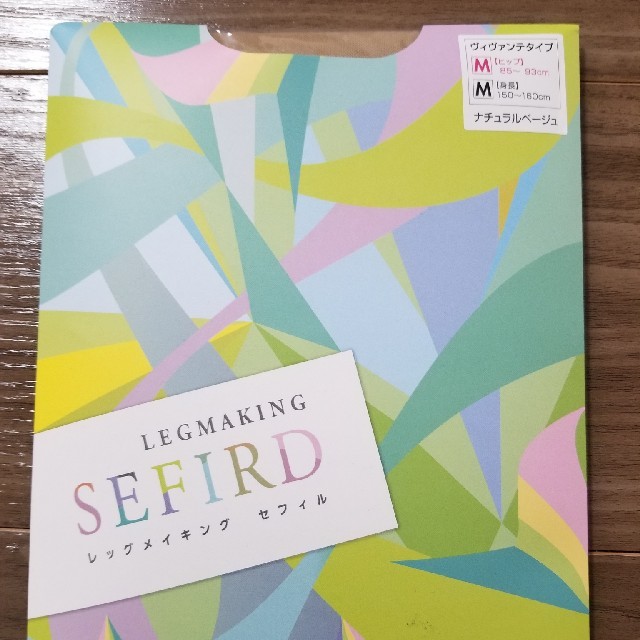 ヴィヴァンテタイプ
M [ヒップ]
85～93cm
M [身長]
150～160cm
ナチュラルベージュ
LEGMAKING
SEFIRD
レッグメイキング セフィル